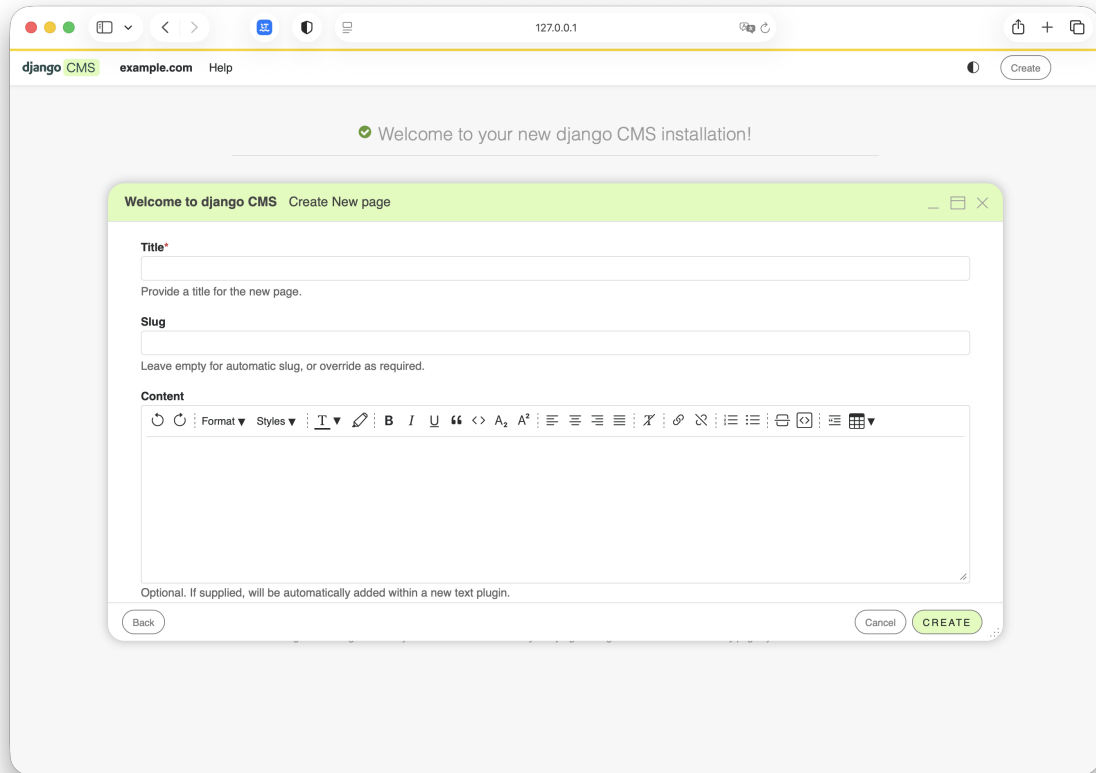 127.0.0.1
django CMS example.com Help Create
Welcome to your new django CMS installation!
Welcome to django CMS Create New page
Title*
Provide a title for the new page.
Slug
Leave empty for automatic slug, or override as required.
Content
Format ▼ Styles ▼ T ▼ B I U “ <> A₂ A²
Optional. If supplied, will be automatically added within a new text plugin.
Back Cancel CREATE